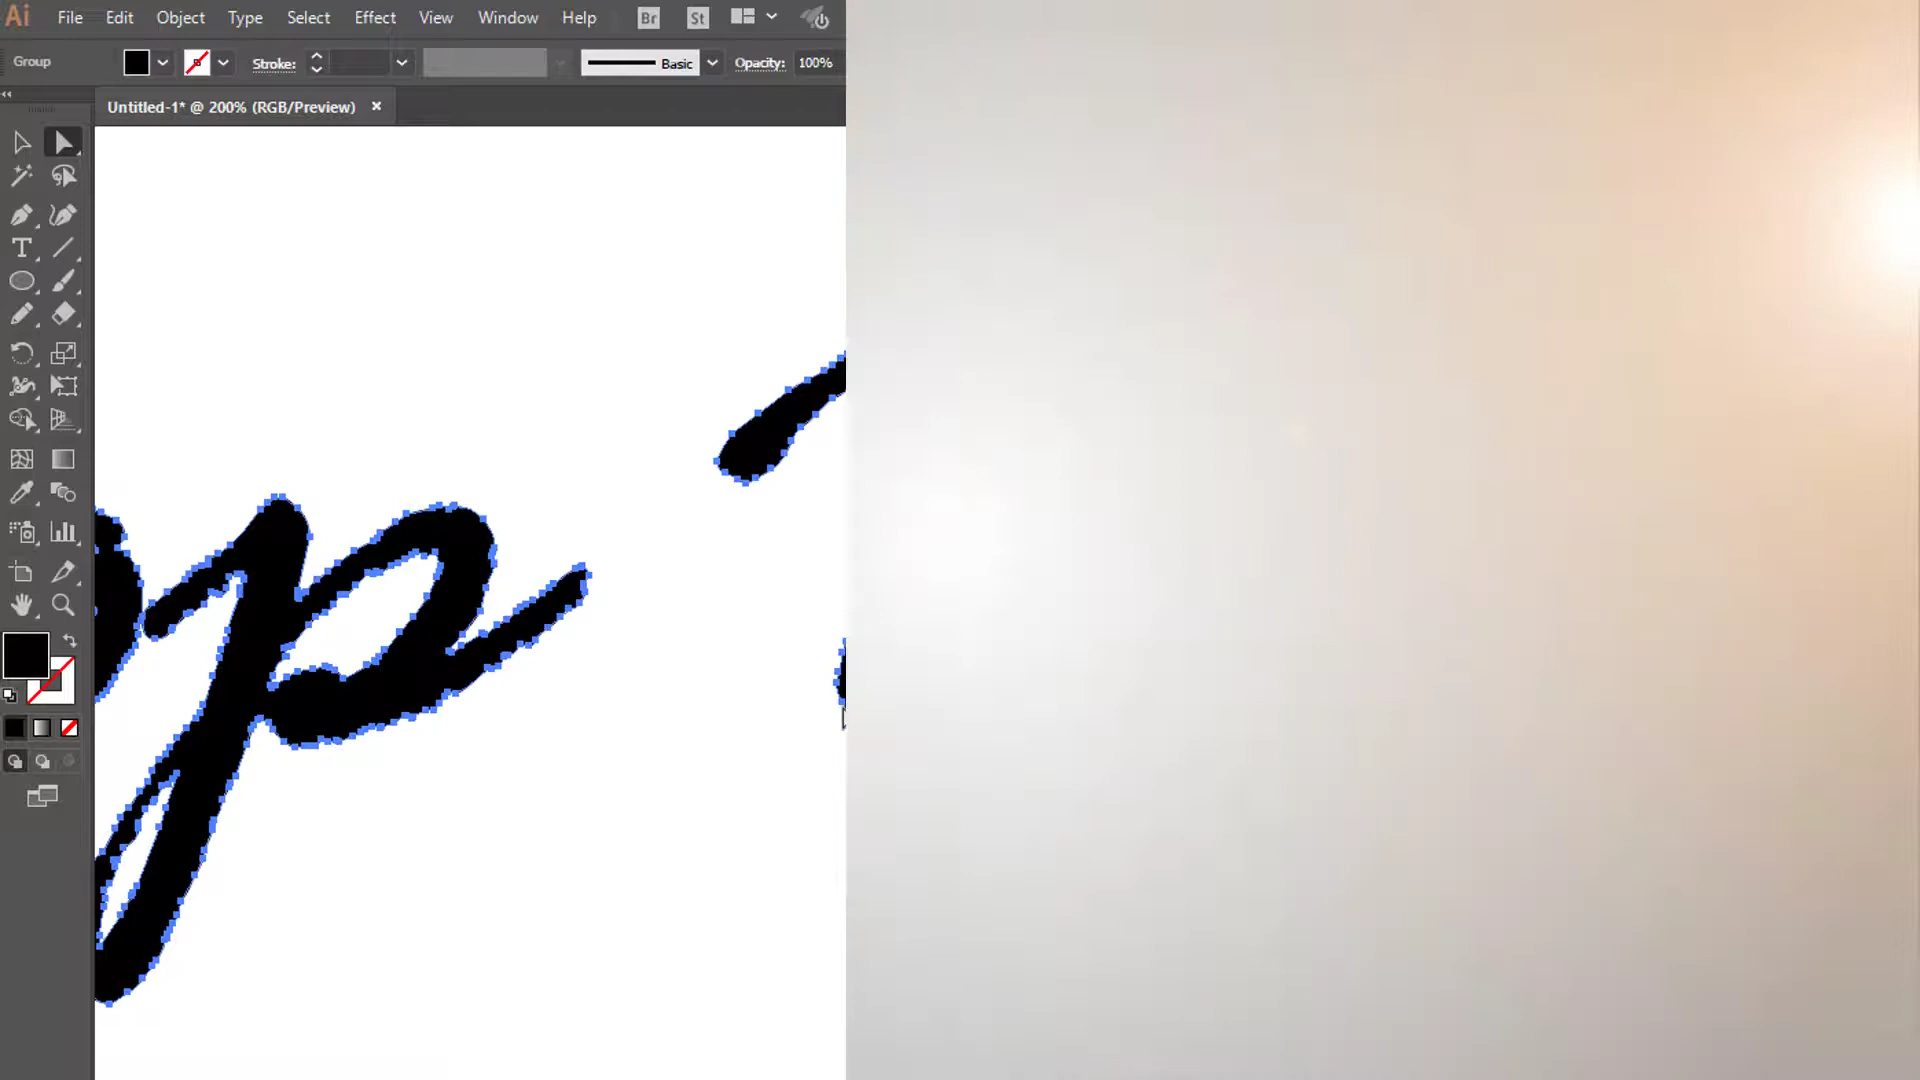 Ai File Edit Object Type Select Effect View Window Help Br St
Group Stroke: Basic Opacity: 100%
Untitled-1* @ 200% (RGB/Preview) ×
p